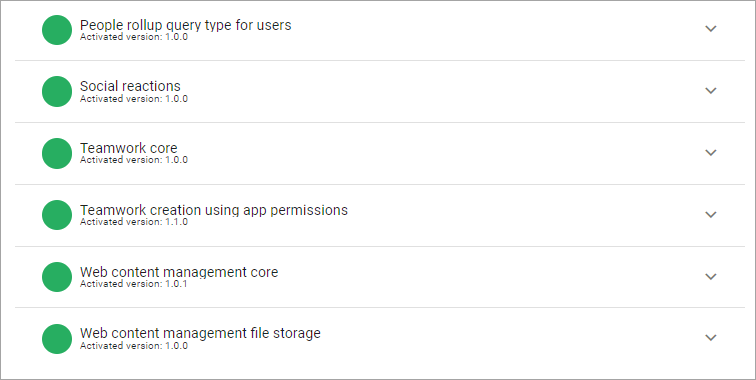 People rollup query type for users
Activated version: 1.0.0
Social reactions
Activated version: 1.0.0
Teamwork core
Activated version: 1.0.0
Teamwork creation using app permissions
Activated version: 1.1.0
Web content management core
Activated version: 1.0.1
Web content management file storage
Activated version: 1.0.0